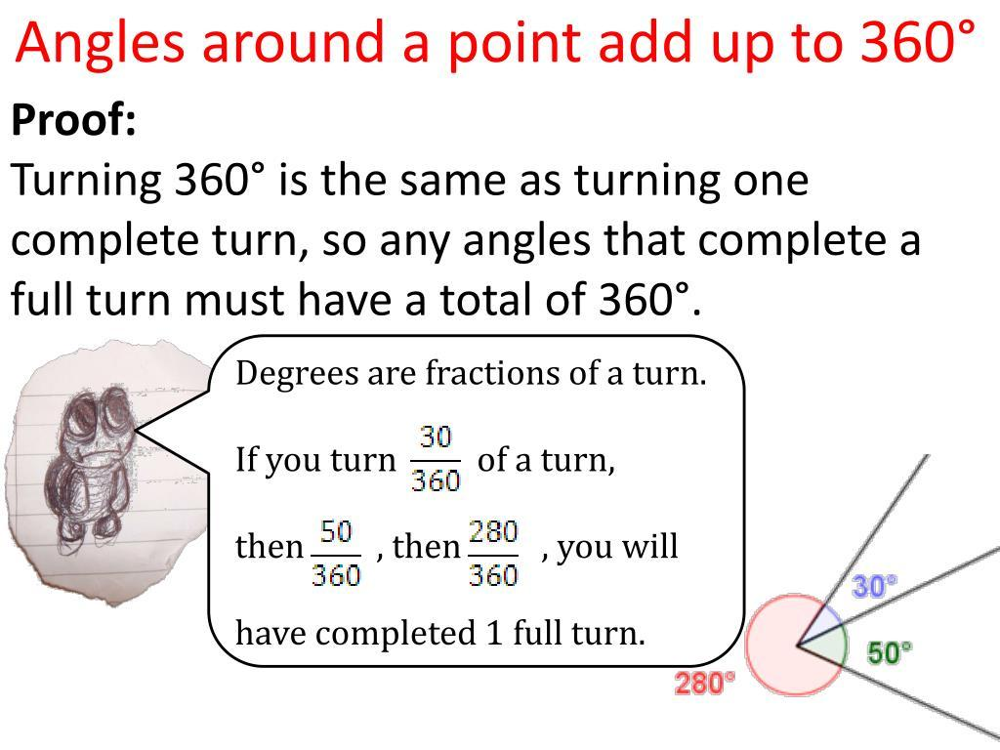 Angles around a point add up to 360°
Proof:
Turning 360° is the same as turning one
complete turn, so any angles that complete a
full turn must have a total of 360°.
Degrees are fractions of a turn.
If you turn 30/360 of a turn,
then 50/360 , then 280/360 , you will
have completed 1 full turn.
30°
50°
280°